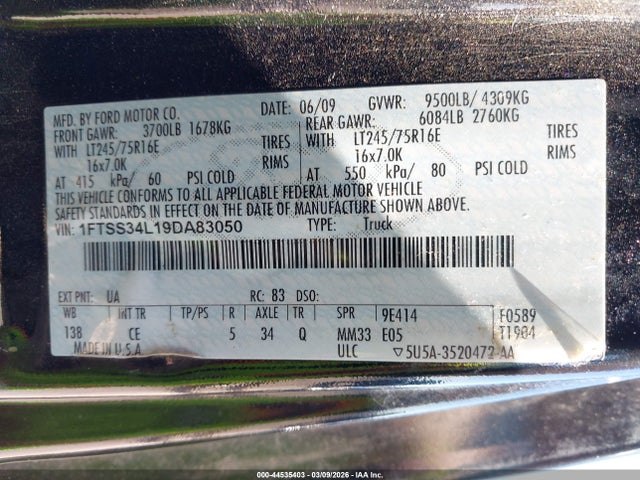 MFD. BY FORD MOTOR CO.
DATE: 06/09 GVWR: 9500LB/ 4309KG
FRONT GAWR: 3700LB 1678KG
REAR GAWR: 6084LB 2760KG
WITH LT245/75R16E TIRES
WITH LT245/75R16E TIRES
16x7.0K RIMS
16x7.0K RIMS
AT 415 kPa/ 60 PSI COLD
AT 550 kPa/ 80 PSI COLD
THIS VEHICLE CONFORMS TO ALL APPLICABLE FEDERAL MOTOR VEHICLE
SAFETY STANDARDS IN EFFECT ON THE DATE OF MANUFACTURE SHOWN ABOVE.
VIN: 1FTSS34L19DA83050 TYPE: Truck
EXT PNT: UA RC: 83 DSO:
WB INT TR TP/PS R AXLE TR SPR 9E414 F0589
138 CE 5 34 Q MM33 E05 T1904
MADE IN U.S.A. ULC ▽5U5A-3520472-AA
000-44535403 - 03/09/2026 - IAA Inc.